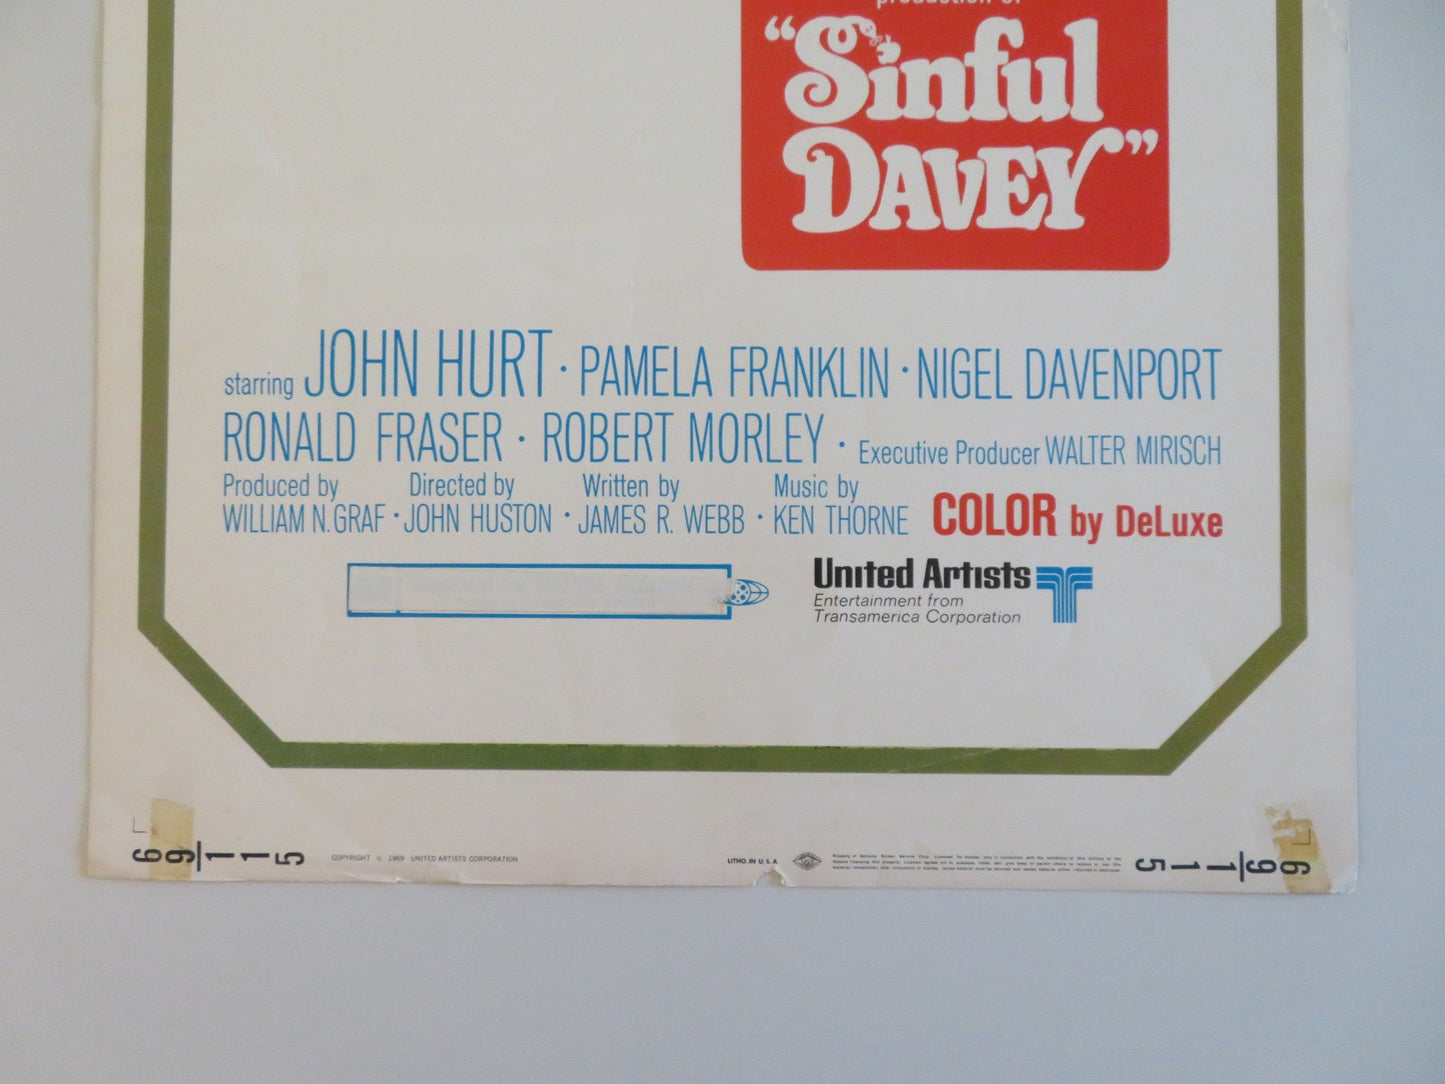 production of
“Sinful
DAVEY”
starring JOHN HURT · PAMELA FRANKLIN · NIGEL DAVENPORT
RONALD FRASER · ROBERT MORLEY · Executive Producer WALTER MIRISCH
Produced by Directed by Written by Music by
WILLIAM N. GRAF · JOHN HUSTON · JAMES R. WEBB · KEN THORNE COLOR by DeLuxe
United Artists
Entertainment from
Transamerica Corporation
69/115 COPYRIGHT © 1969 UNITED ARTISTS CORPORATION LITHO. IN U.S.A. 69/115